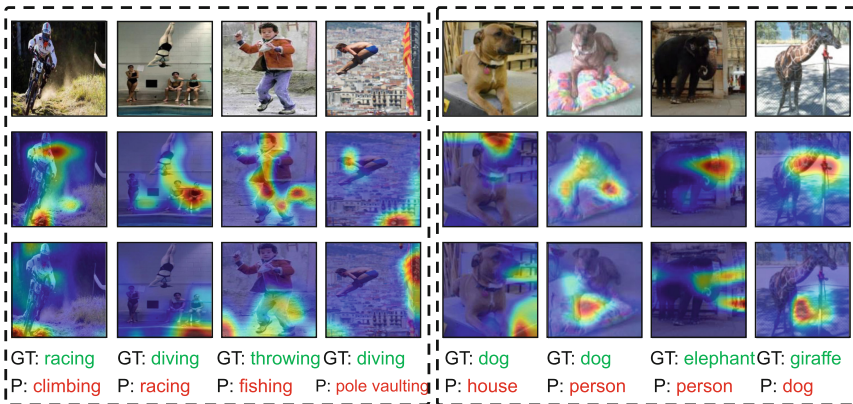 GT: racing GT: diving GT: throwing GT: diving GT: dog GT: dog GT: elephant GT: giraffe
P: climbing P: racing P: fishing P: pole vaulting P: house P: person P: person P: dog